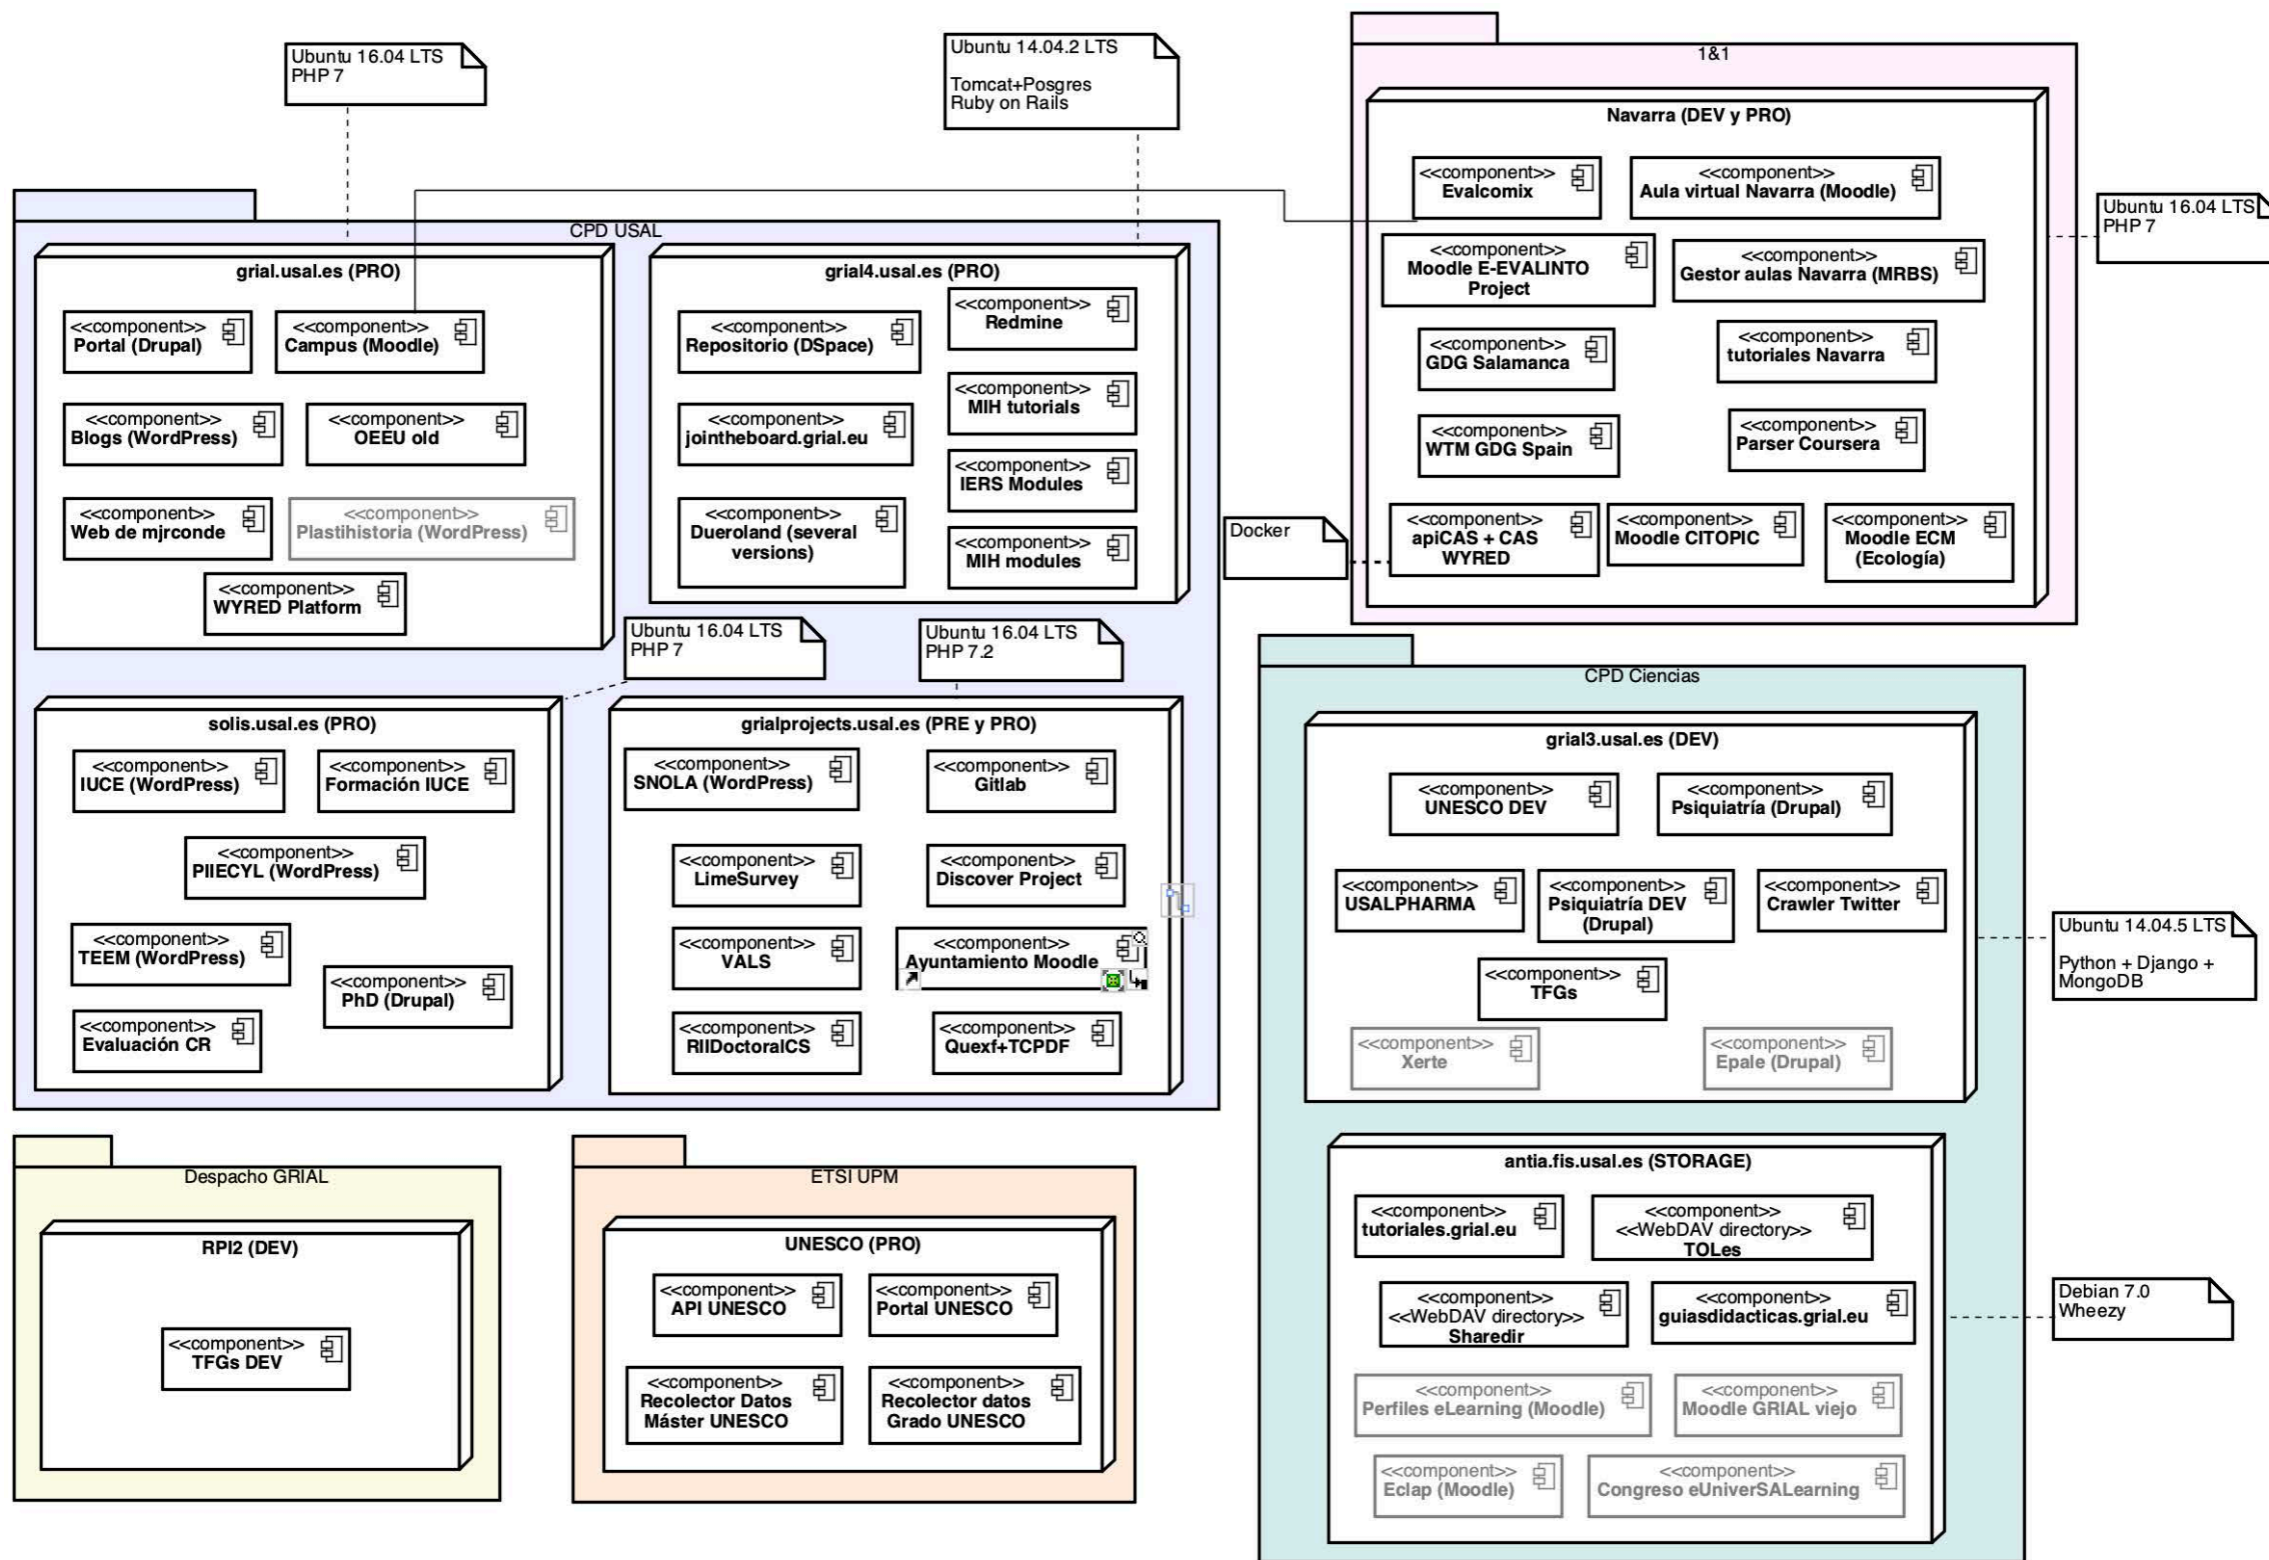 Ubuntu 16.04 LTS
PHP 7
Ubuntu 14.04.2 LTS
Tomcat+Posgres
Ruby on Rails
CPD USAL
grial.usal.es (PRO)
<<component>>
Portal (Drupal)
<<component>>
Campus (Moodle)
<<component>>
Blogs (WordPress)
<<component>>
OEEU old
<<component>>
Web de mjrconde
<<component>>
Plastihistoria (WordPress)
<<component>>
WYRED Platform
grial4.usal.es (PRO)
<<component>>
Repositorio (DSpace)
<<component>>
Redmine
<<component>>
MIH tutorials
<<component>>
jointheboard.grial.eu
<<component>>
IERS Modules
<<component>>
Dueroland (several
versions)
<<component>>
MIH modules
Ubuntu 16.04 LTS
PHP 7
Ubuntu 16.04 LTS
PHP 7.2
solis.usal.es (PRO)
<<component>>
IUCE (WordPress)
<<component>>
Formación IUCE
<<component>>
PIIECYL (WordPress)
<<component>>
TEEM (WordPress)
<<component>>
PhD (Drupal)
<<component>>
Evaluación CR
grialprojects.usal.es (PRE y PRO)
<<component>>
SNOLA (WordPress)
<<component>>
Gitlab
<<component>>
LimeSurvey
<<component>>
Discover Project
<<component>>
VALS
<<component>>
Ayuntamiento Moodle
<<component>>
RIIDoctoralCS
<<component>>
Quexf+TCPDF
1&1
Navarra (DEV y PRO)
<<component>>
Evalcomix
<<component>>
Aula virtual Navarra (Moodle)
<<component>>
Moodle E-EVALINTO
Project
<<component>>
Gestor aulas Navarra (MRBS)
<<component>>
GDG Salamanca
<<component>>
tutoriales Navarra
<<component>>
WTM GDG Spain
<<component>>
Parser Coursera
<<component>>
apiCAS + CAS
WYRED
<<component>>
Moodle CITOPIC
<<component>>
Moodle ECM
(Ecología)
Docker
Ubuntu 16.04 LTS
PHP 7
CPD Ciencias
grial3.usal.es (DEV)
<<component>>
UNESCO DEV
<<component>>
Psiquiatría (Drupal)
<<component>>
USALPHARMA
<<component>>
Psiquiatría DEV
(Drupal)
<<component>>
Crawler Twitter
<<component>>
TFGs
<<component>>
Xerte
<<component>>
Epale (Drupal)
Ubuntu 14.04.5 LTS
Python + Django +
MongoDB
antia.fis.usal.es (STORAGE)
<<component>>
tutoriales.grial.eu
<<component>>
<<WebDAV directory>>
TOLes
<<component>>
<<WebDAV directory>>
Sharedir
<<component>>
guiasdidacticas.grial.eu
<<component>>
Perfiles eLearning (Moodle)
<<component>>
Moodle GRIAL viejo
<<component>>
Eclap (Moodle)
<<component>>
Congreso eUniverSALearning
Debian 7.0
Wheezy
Despacho GRIAL
RPI2 (DEV)
<<component>>
TFGs DEV
ETSI UPM
UNESCO (PRO)
<<component>>
API UNESCO
<<component>>
Portal UNESCO
<<component>>
Recolector Datos
Máster UNESCO
<<component>>
Recolector datos
Grado UNESCO